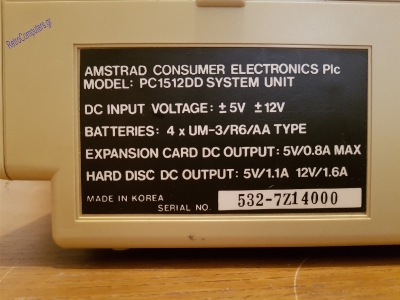 RetroComputers.gr
AMSTRAD CONSUMER ELECTRONICS Plc
MODEL: PC1512DD SYSTEM UNIT
DC INPUT VOLTAGE: ±5V ±12V
BATTERIES: 4 x UM-3/R6/AA TYPE
EXPANSION CARD DC OUTPUT: 5V/0.8A MAX
HARD DISC DC OUTPUT: 5V/1.1A 12V/1.6A
MADE IN KOREA
SERIAL NO. 532-7Z14000